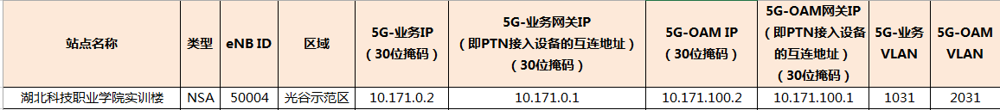 站点名称
类型
eNB ID
区域
5G-业务IP
（30位掩码）
5G-业务网关IP
（即PTN接入设备的互连地址）
（30位掩码）
5G-OAM IP
（30位掩码）
5G-OAM网关IP
（即PTN接入设备
的互连地址）
（30位掩码）
5G-业务
VLAN
5G-OAM
VLAN
湖北科技职业学院实训楼
NSA
50004
光谷示范区
10.171.0.2
10.171.0.1
10.171.100.2
10.171.100.1
1031
2031